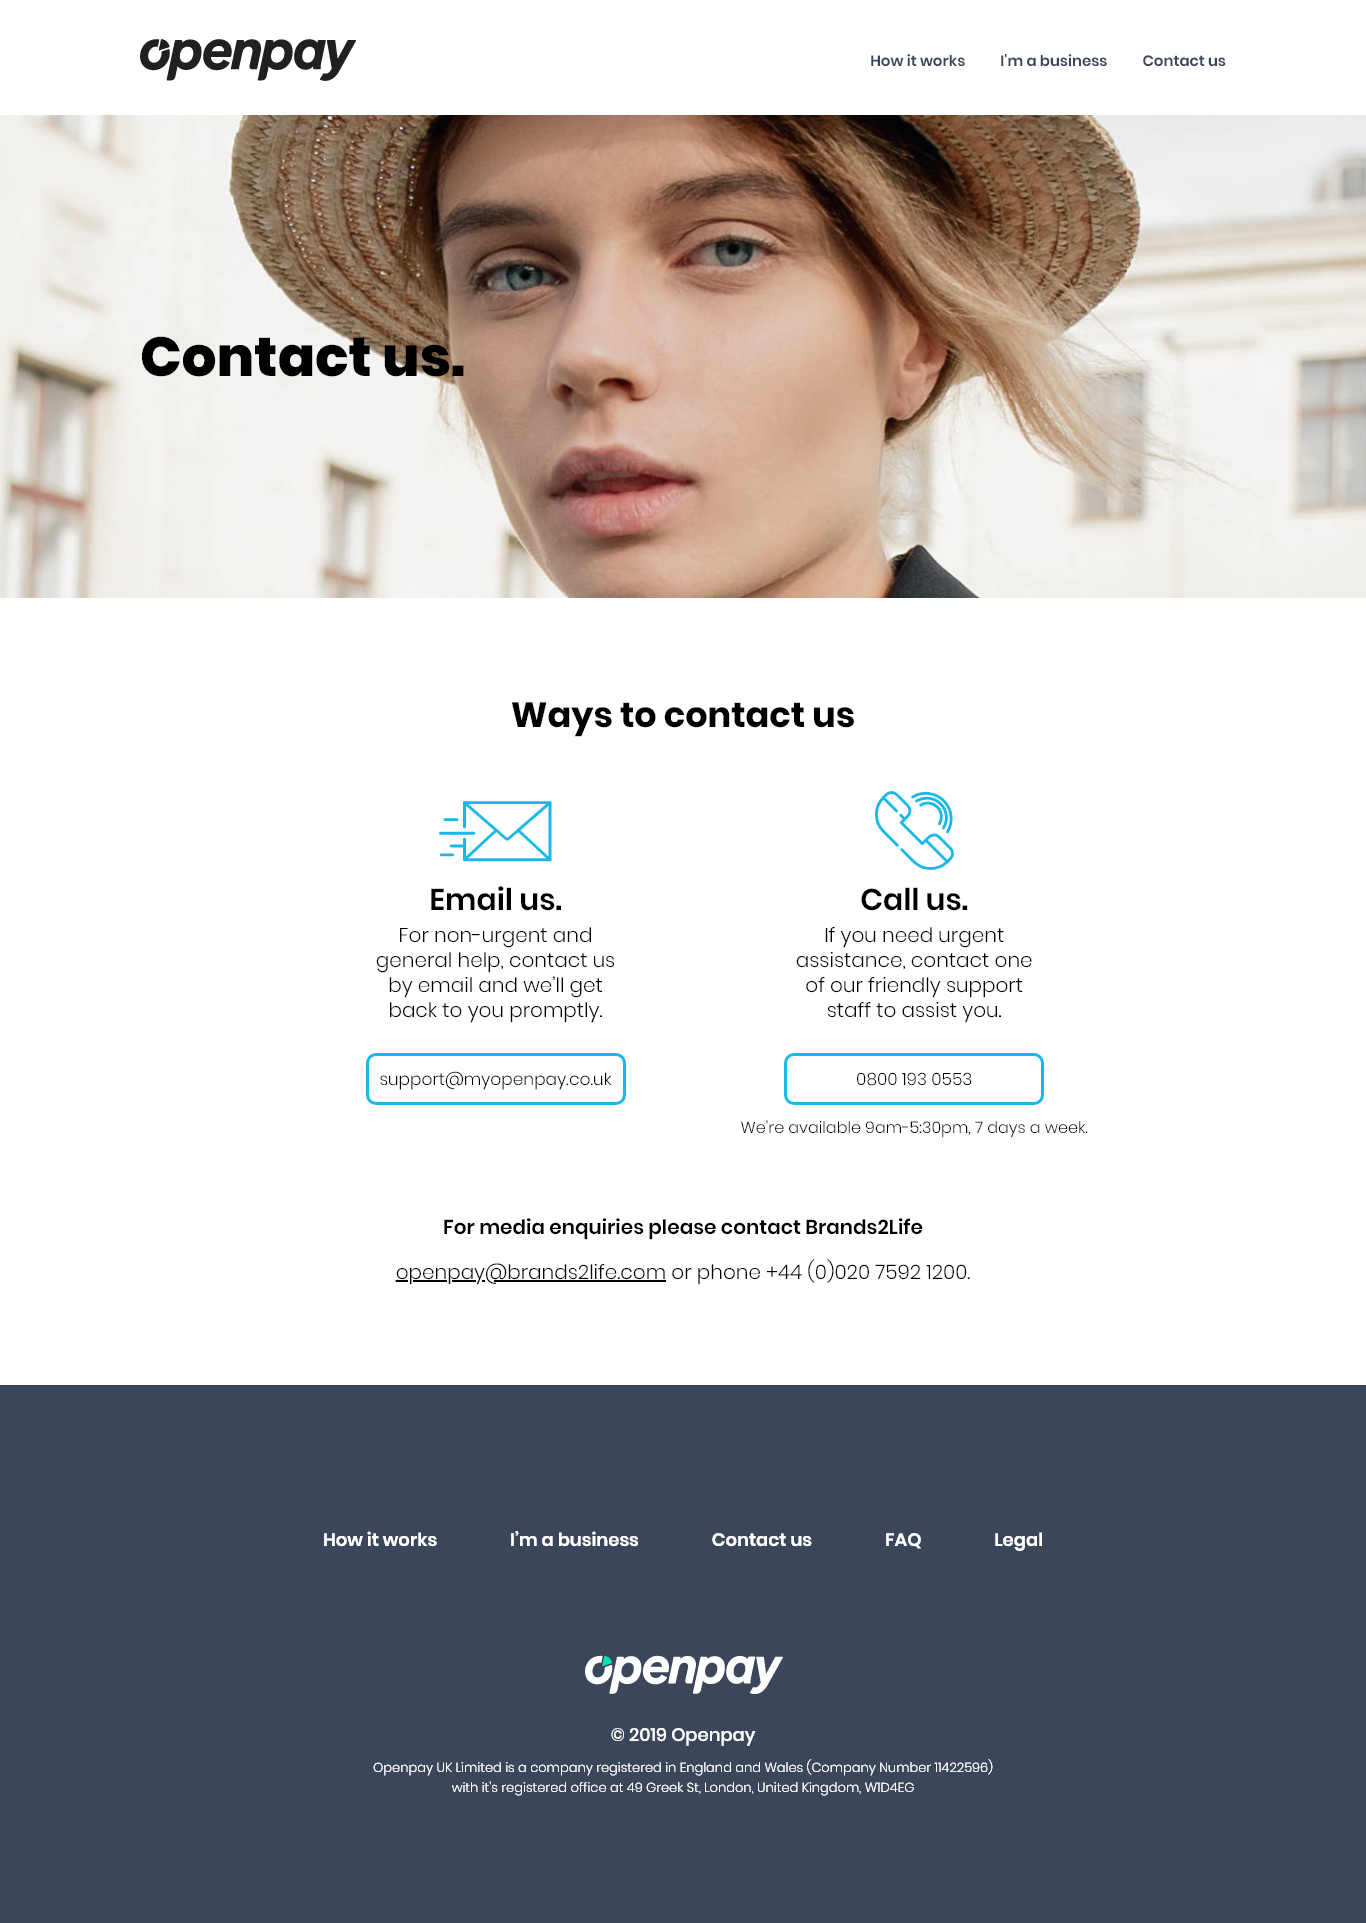 openpay
How it works
I'm a business
Contact us
Contact us.
Ways to contact us
Email us.
For non-urgent and
general help, contact us
by email and we’ll get
back to you promptly.
support@myopenpay.co.uk
Call us.
If you need urgent
assistance, contact one
of our friendly support
staff to assist you.
0800 193 0553
We're available 9am-5:30pm, 7 days a week.
For media enquiries please contact Brands2Life
openpay@brands2life.com or phone +44 (0)020 7592 1200.
How it works
I’m a business
Contact us
FAQ
Legal
openpay
© 2019 Openpay
Openpay UK Limited is a company registered in England and Wales (Company Number 11422596)
with it’s registered office at 49 Greek St, London, United Kingdom, W1D4EG